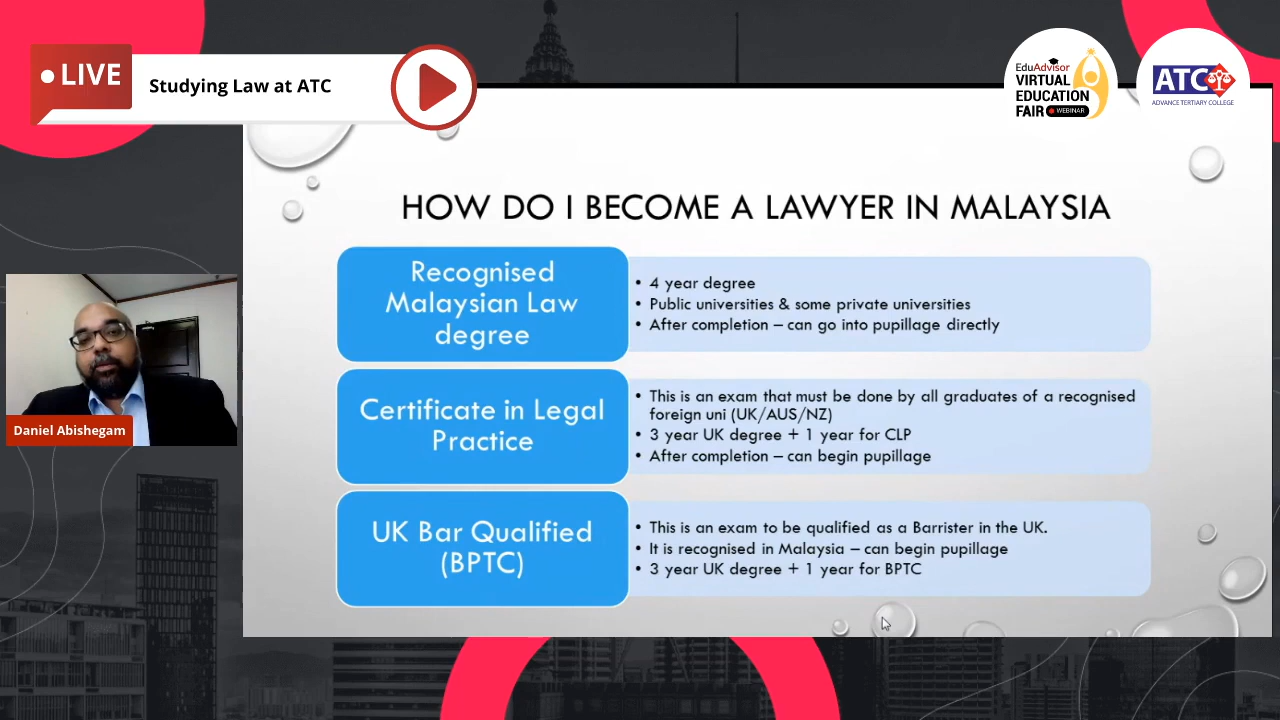 LIVE
Studying Law at ATC
EduAdvisor
VIRTUAL
EDUCATION
FAIR
WEBINAR
ATC
ADVANCE TERTIARY COLLEGE
HOW DO I BECOME A LAWYER IN MALAYSIA
Recognised
Malaysian Law
degree
• 4 year degree
• Public universities & some private universities
• After completion – can go into pupillage directly
Certificate in Legal
Practice
• This is an exam that must be done by all graduates of a recognised
foreign uni (UK/AUS/NZ)
• 3 year UK degree + 1 year for CLP
• After completion – can begin pupillage
UK Bar Qualified
(BPTC)
• This is an exam to be qualified as a Barrister in the UK.
• It is recognised in Malaysia – can begin pupillage
• 3 year UK degree + 1 year for BPTC
Daniel Abishegam